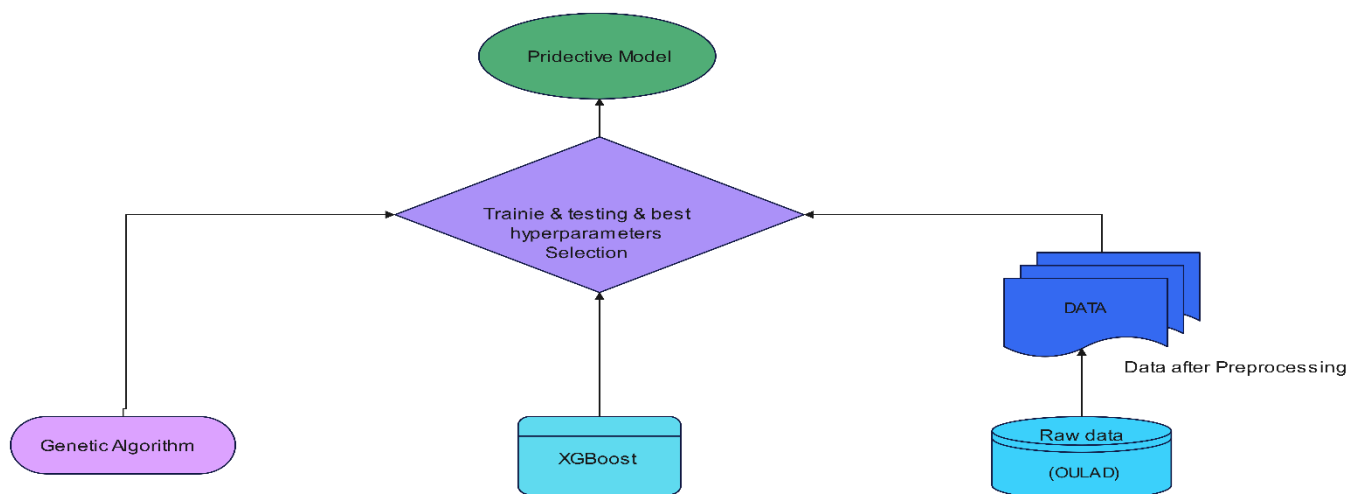 Pridective Model
Trainie & testing & best
hyperparameters
Selection
DATA
Data after Preprocessing
Genetic Algorithm
XGBoost
Raw data
(OULAD)